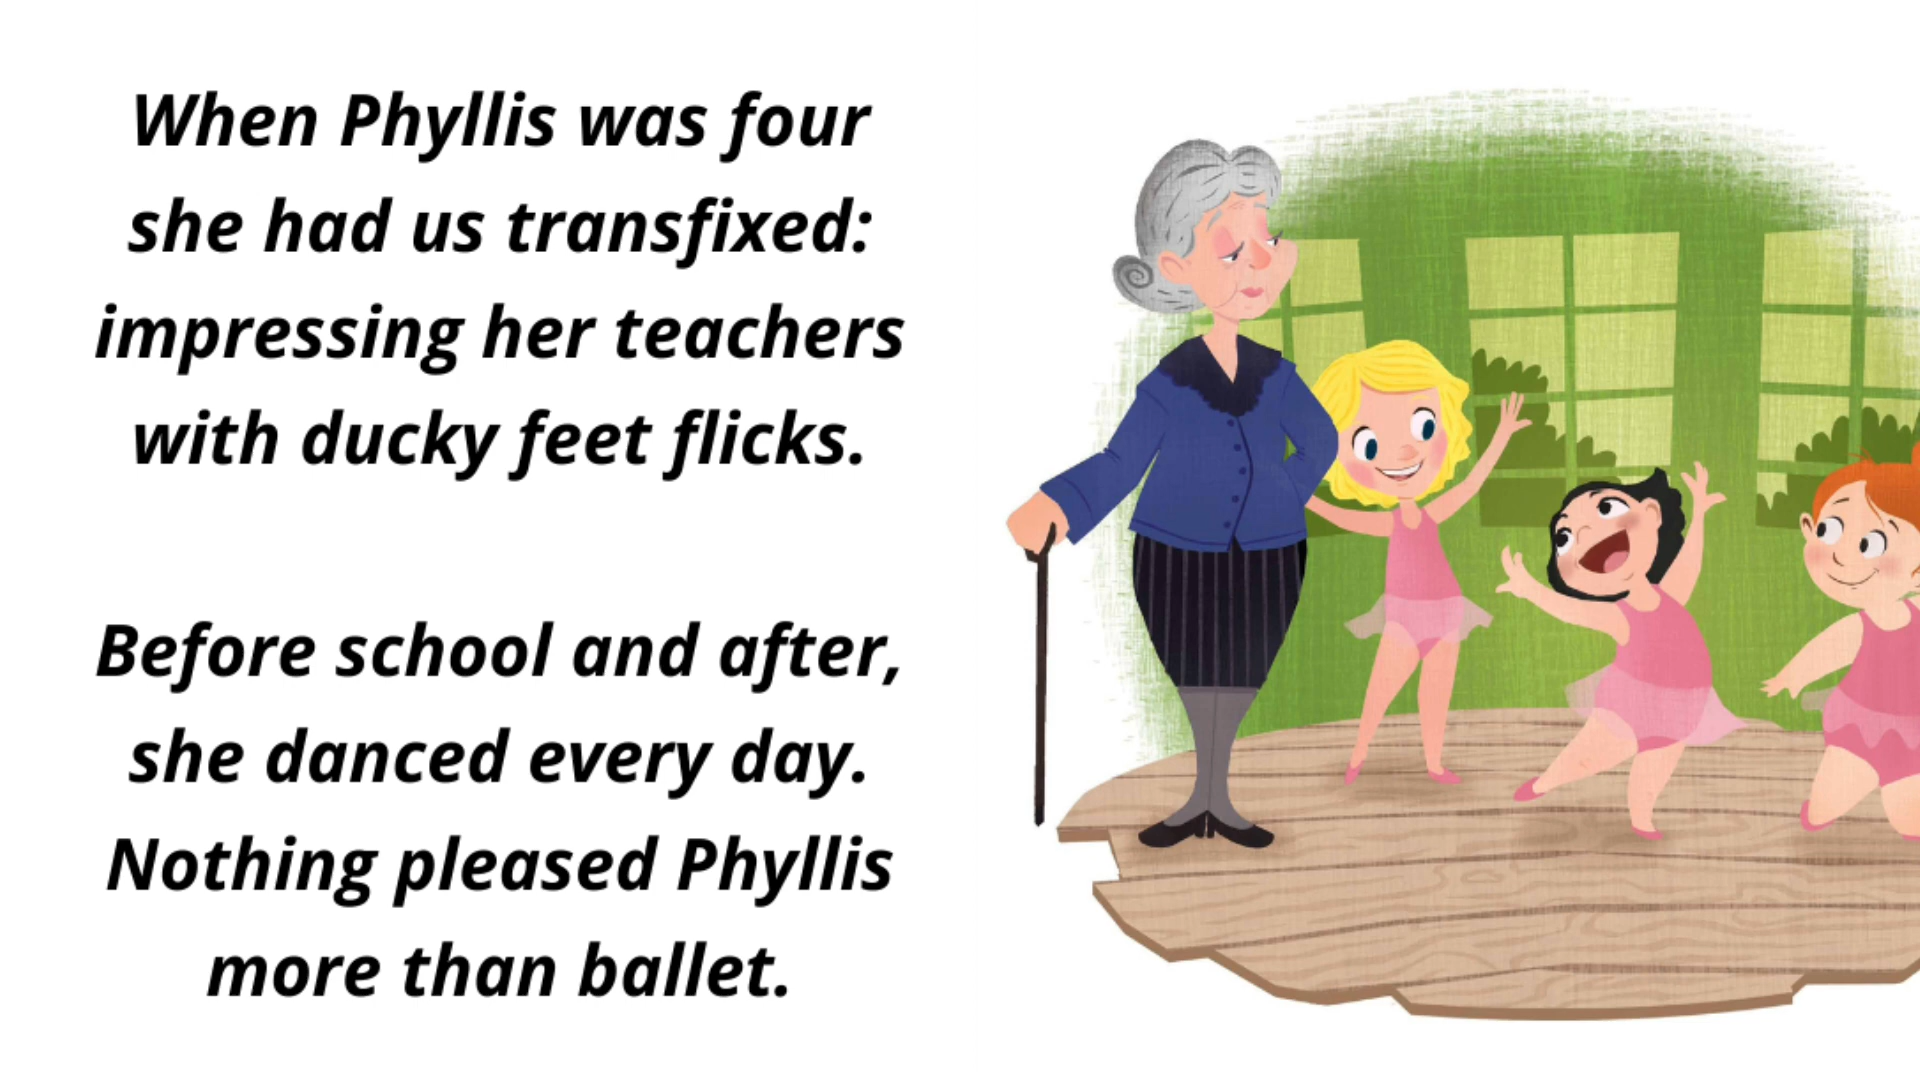 When Phyllis was four
she had us transfixed:
impressing her teachers
with ducky feet flicks.
Before school and after,
she danced every day.
Nothing pleased Phyllis
more than ballet.